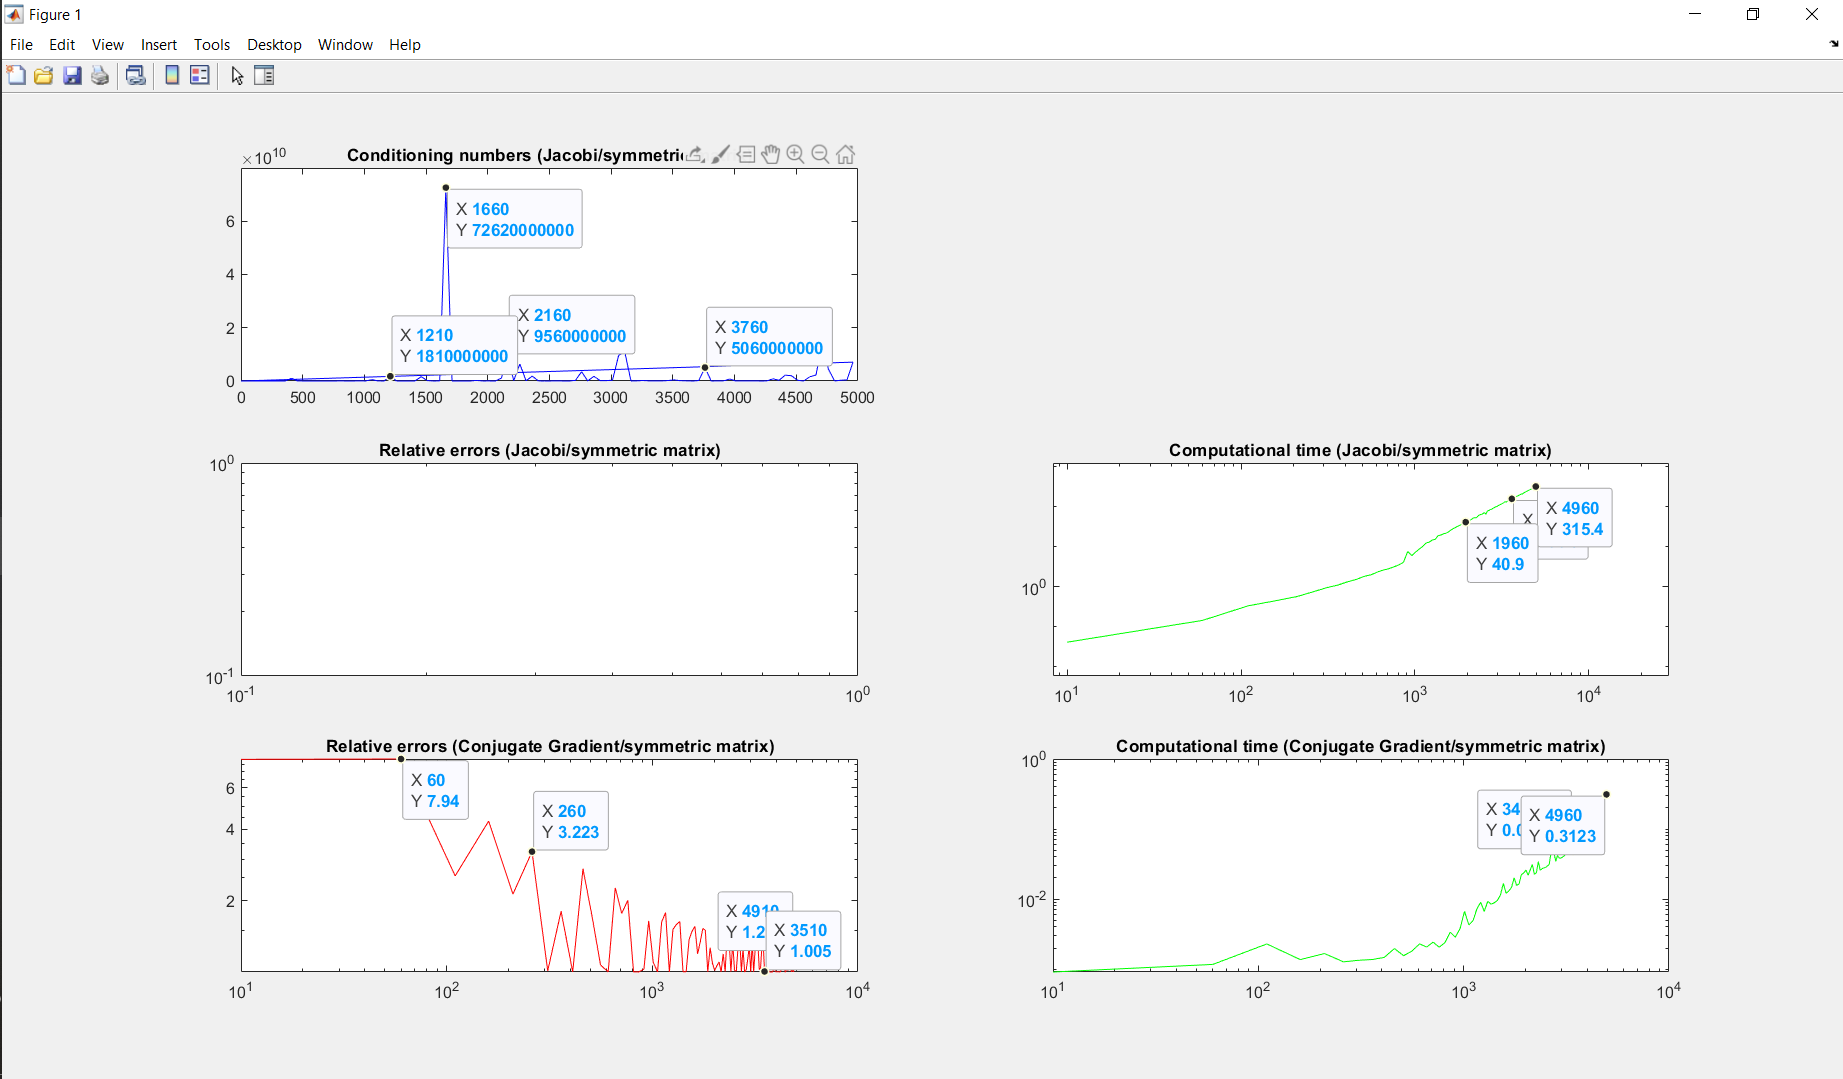 Figure 1
File Edit View Insert Tools Desktop Window Help
×10^10
Conditioning numbers (Jacobi/symmetric
X 1660
Y 72620000000
6
4
X 2160
Y 9560000000
X 3760
Y 5060000000
X 1210
Y 1810000000
2
0
0 500 1000 1500 2000 2500 3000 3500 4000 4500 5000
Relative errors (Jacobi/symmetric matrix)
10^0
10^-1
10^-1 10^0
Computational time (Jacobi/symmetric matrix)
X 4960
Y 315.4
X
X 1960
Y 40.9
10^0
10^1 10^2 10^3 10^4
Relative errors (Conjugate Gradient/symmetric matrix)
6
4
2
X 60
Y 7.94
X 260
Y 3.223
X 4910
Y 1.2
X 3510
Y 1.005
10^1 10^2 10^3 10^4
Computational time (Conjugate Gradient/symmetric matrix)
10^0
10^-2
X 34
Y 0.
X 4960
Y 0.3123
10^1 10^2 10^3 10^4